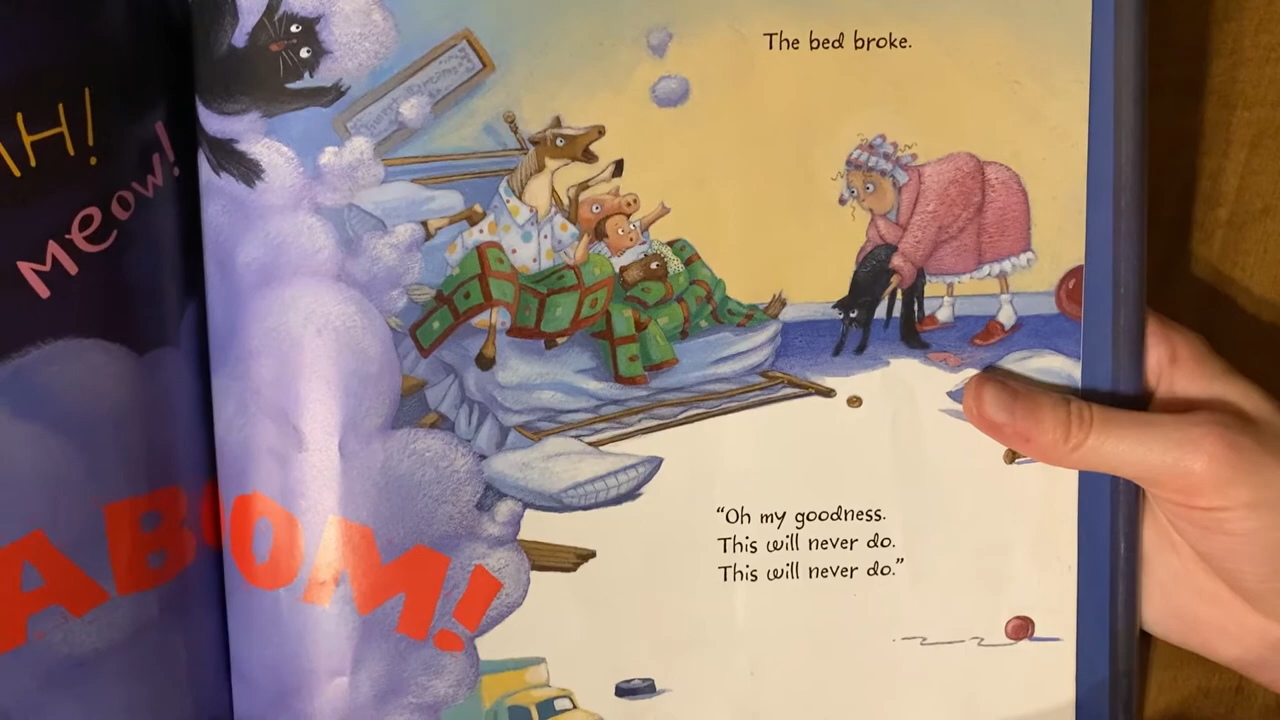 H!
Meow!
ABOOM!
The bed broke.
“Oh my goodness.
This will never do.
This will never do.”